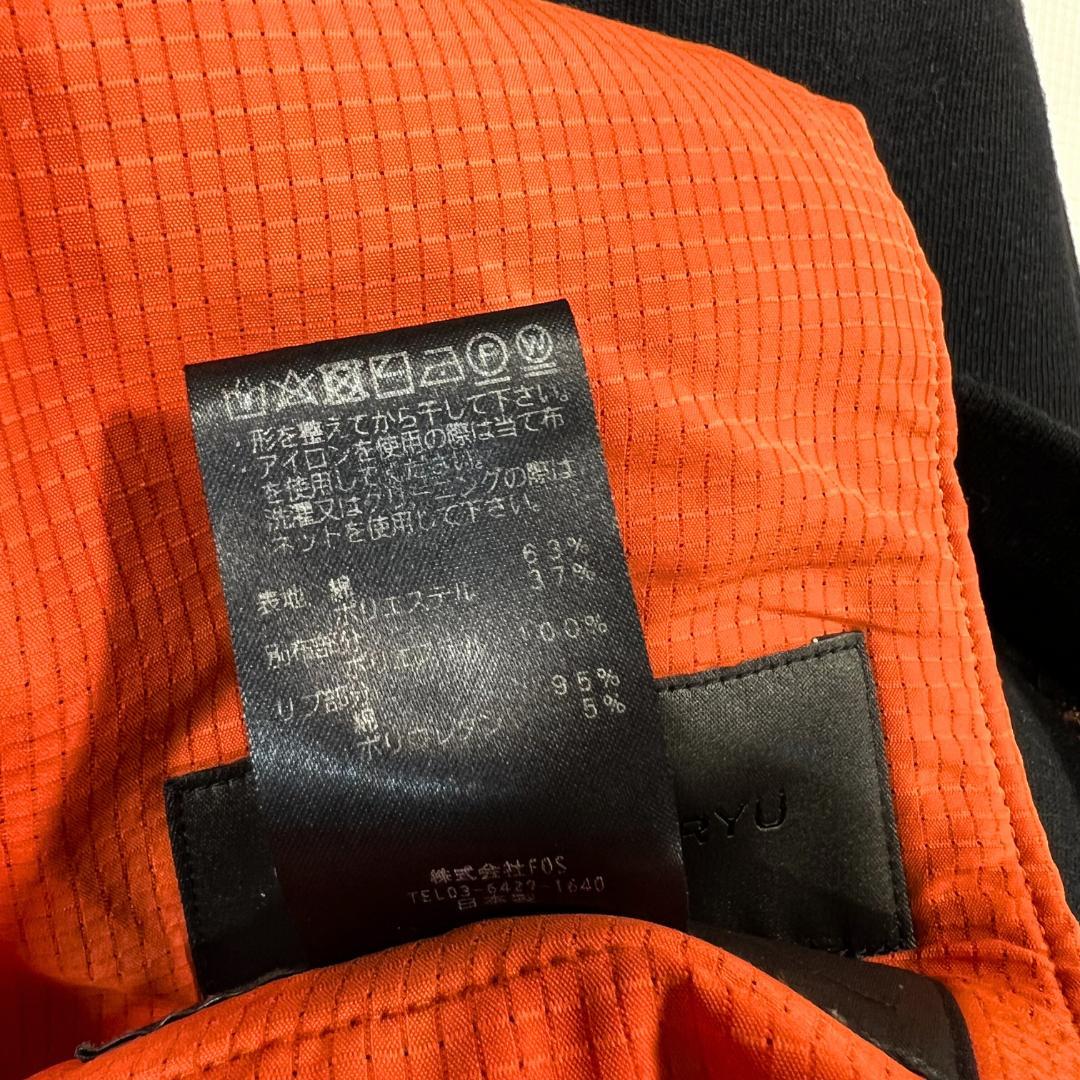 P W
形を整えてから干して下さい。
アイロンを使用の際は当て布
を使用してください。
洗濯又はクリーニングの際は
ネットを使用して下さい。
表地 綿 63%
ポリエステル 37%
別布部分
ポリエステル 100%
リブ部分
綿 95%
ポリウレタン 5%
RYU
株式会社FOS
TEL03-6427-1640
日本製